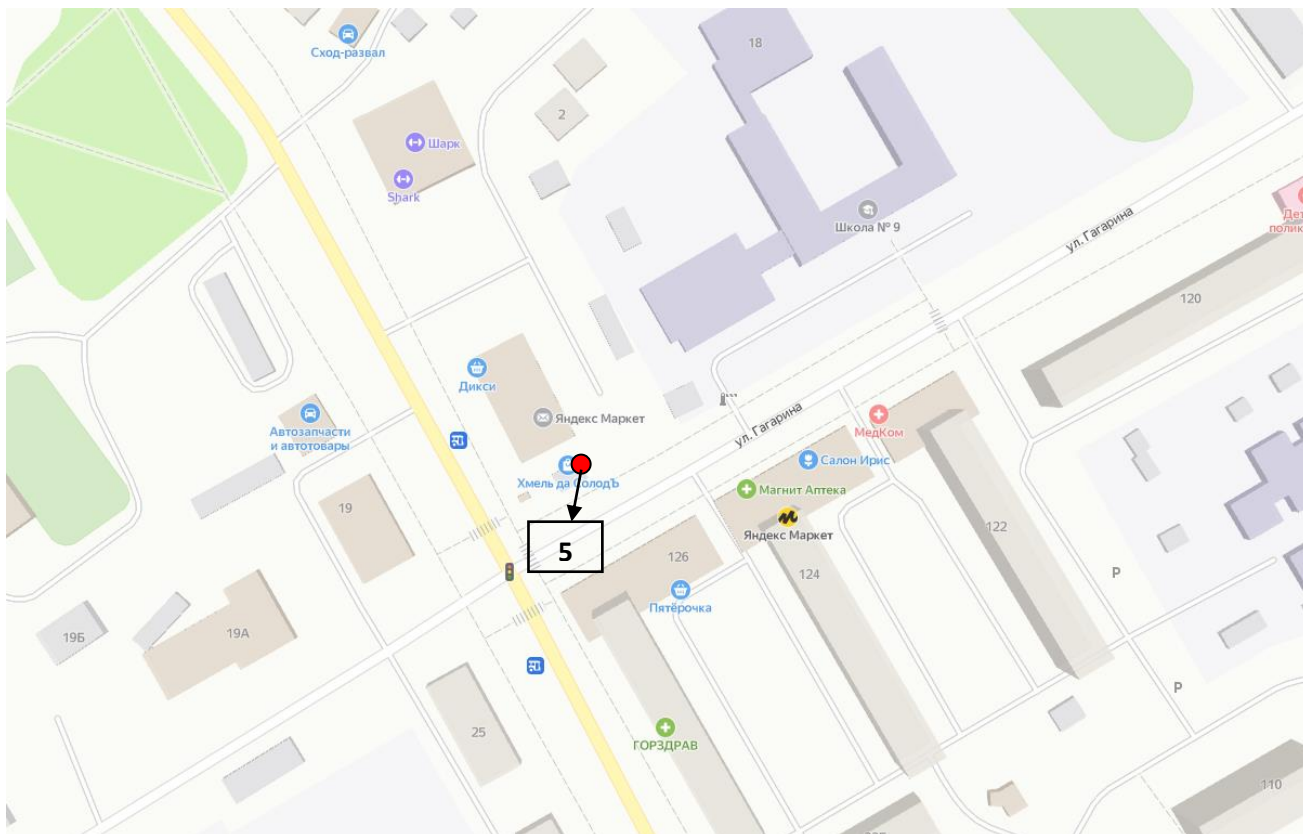 Сход-развал
18
2
Шарк
Shark
Школа № 9
ул. Гагарина
120
Дикси
Яндекс Маркет
ул. Гагарина
МедКом
Автозапчасти
и автотовары
Салон Ирис
Хмель да СолодЪ
Магнит Аптека
19
Яндекс Маркет
122
5
126
124
P
Пятёрочка
19А
19Б
P
25
ГОРЗДРАВ
110